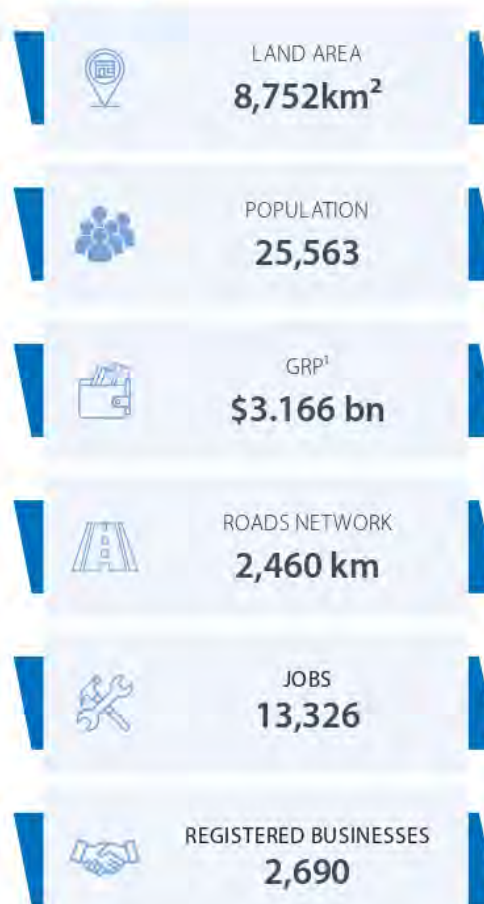 LAND AREA
8,752km²
POPULATION
25,563
GRP¹
$3.166 bn
ROADS NETWORK
2,460 km
JOBS
13,326
REGISTERED BUSINESSES
2,690